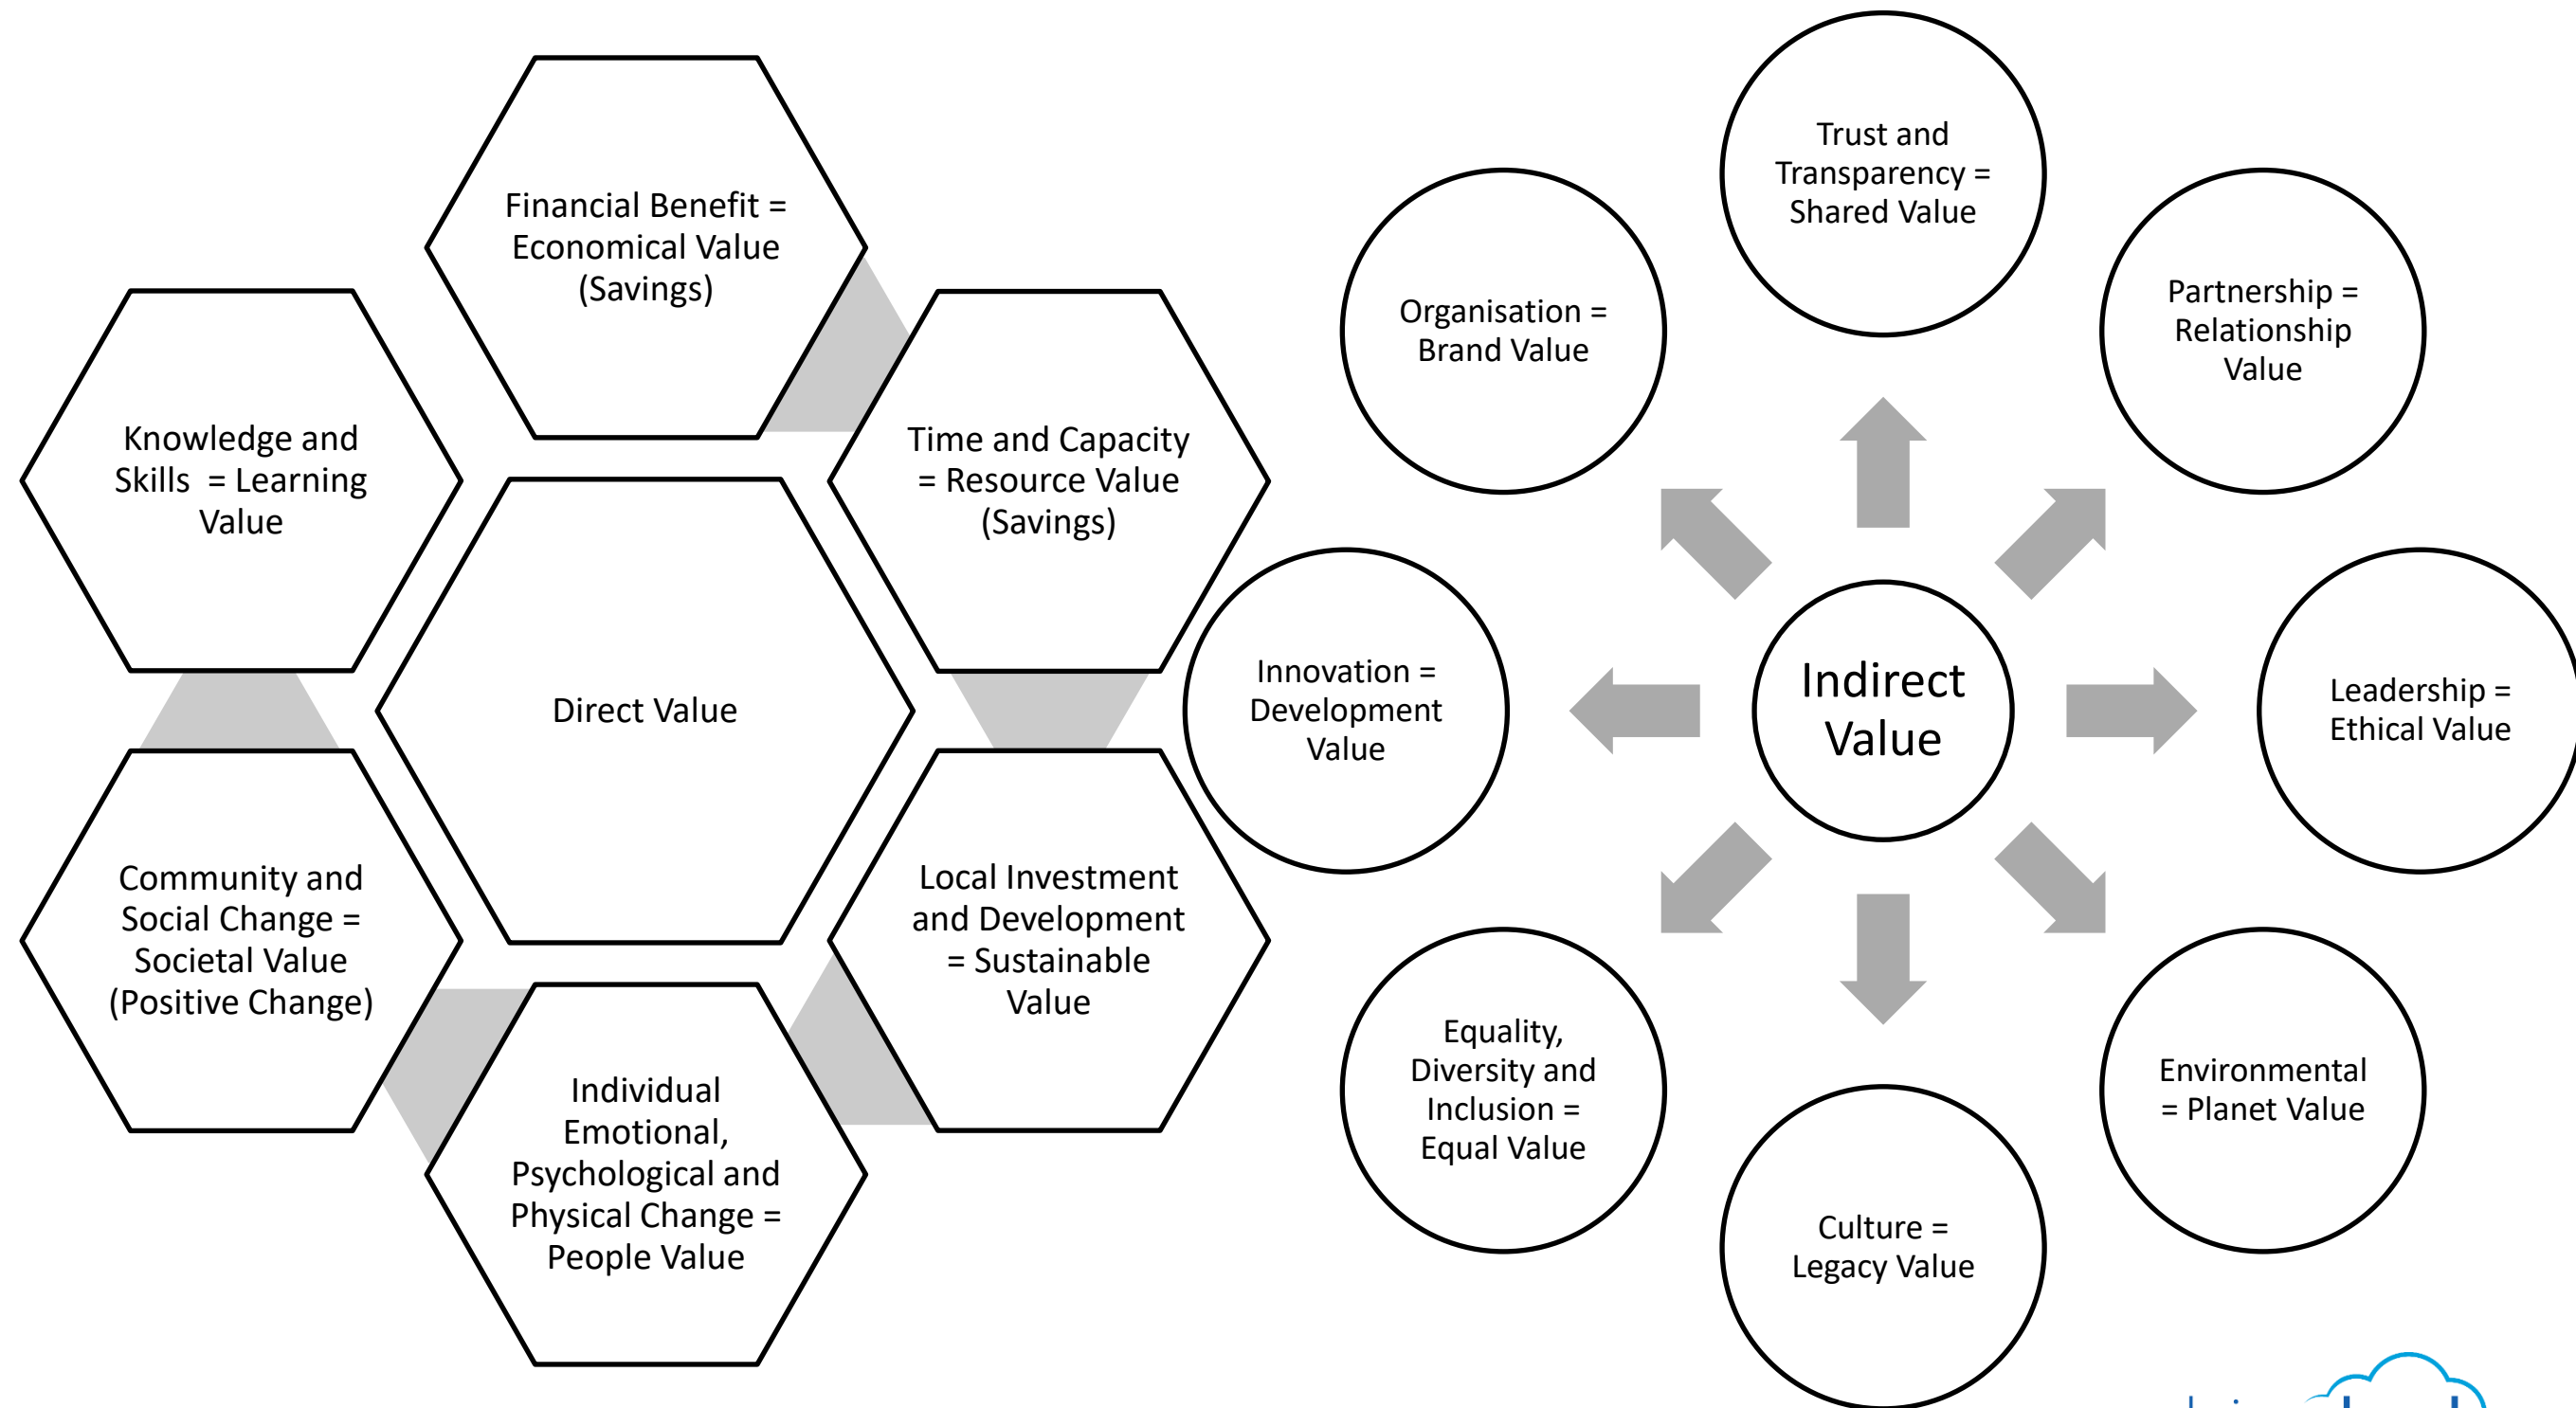 Financial Benefit =
Economical Value
(Savings)
Time and Capacity
= Resource Value
(Savings)
Local Investment
and Development
= Sustainable
Value
Individual
Emotional,
Psychological and
Physical Change =
People Value
Community and
Social Change =
Societal Value
(Positive Change)
Knowledge and
Skills  = Learning
Value
Direct Value
Trust and
Transparency =
Shared Value
Partnership =
Relationship
Value
Leadership =
Ethical Value
Environmental
= Planet Value
Culture =
Legacy Value
Equality,
Diversity and
Inclusion =
Equal Value
Innovation =
Development
Value
Organisation =
Brand Value
Indirect
Value